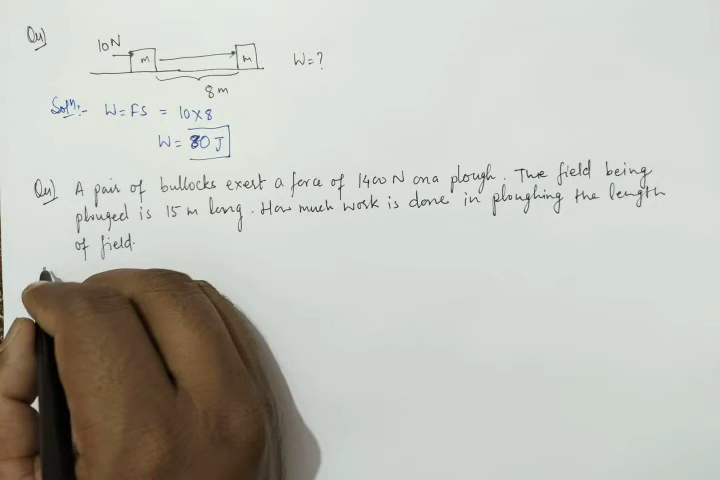 Qu)
10N
m m
W=?
8m
Solⁿ:- W=FS = 10×8
W= 80 J
Qu) A pair of bullocks exert a force of 1400 N on a plough. The field being
plouged is 15 m long. How much work is done in ploughing the length
of field.